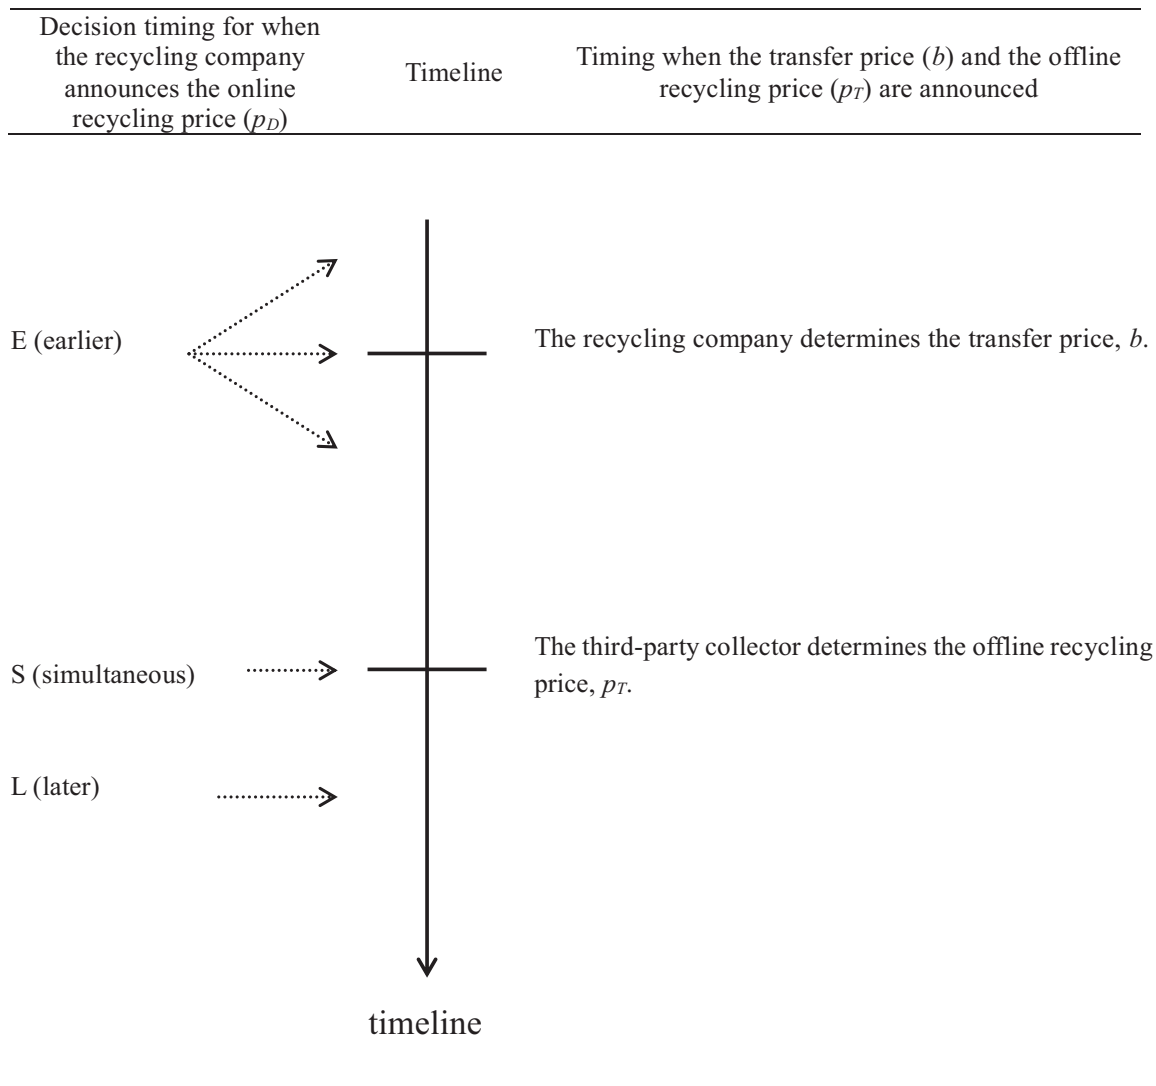 Decision timing for when
the recycling company
announces the online
recycling price (pD)
Timeline
Timing when the transfer price (b) and the offline
recycling price (pT) are announced
E (earlier)
The recycling company determines the transfer price, b.
S (simultaneous)
The third-party collector determines the offline recycling
price, pT.
L (later)
timeline